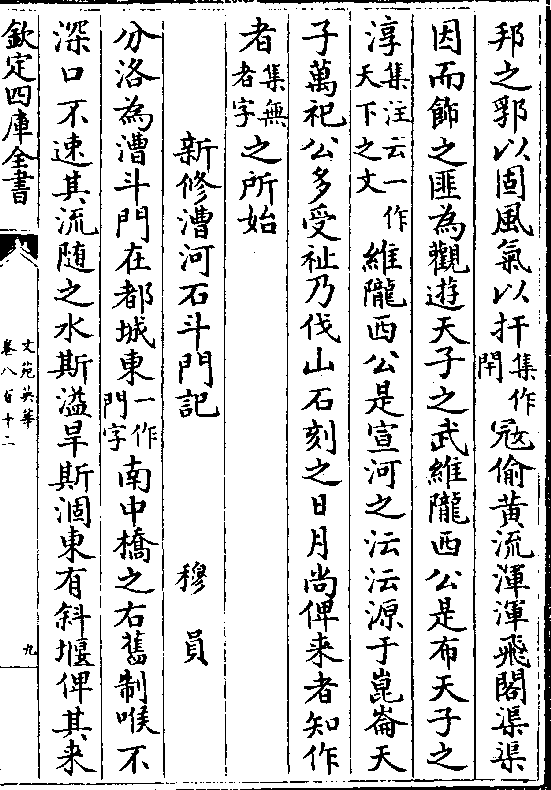 邦之郛以固風氣以扞集作閈冦偷黄流渾渾飛閣渠渠
因而飾之匪為觀遊天子之武維隴西公是布天子之
淳集注云一作天下之文維隴西公是宣河之沄沄源于崑崙天
子萬祀公多受祉乃伐山石刻之日月尚俾來者知作
者集無者字之所始
新修漕河石斗門記 穆員
分洛為漕斗門在都城東一作門字南中橋之右舊制喉不
深口不速其流随之水斯溢旱斯涸東有斜堰俾其来
欽定四庫全書
文苑英華
卷八百十二
九